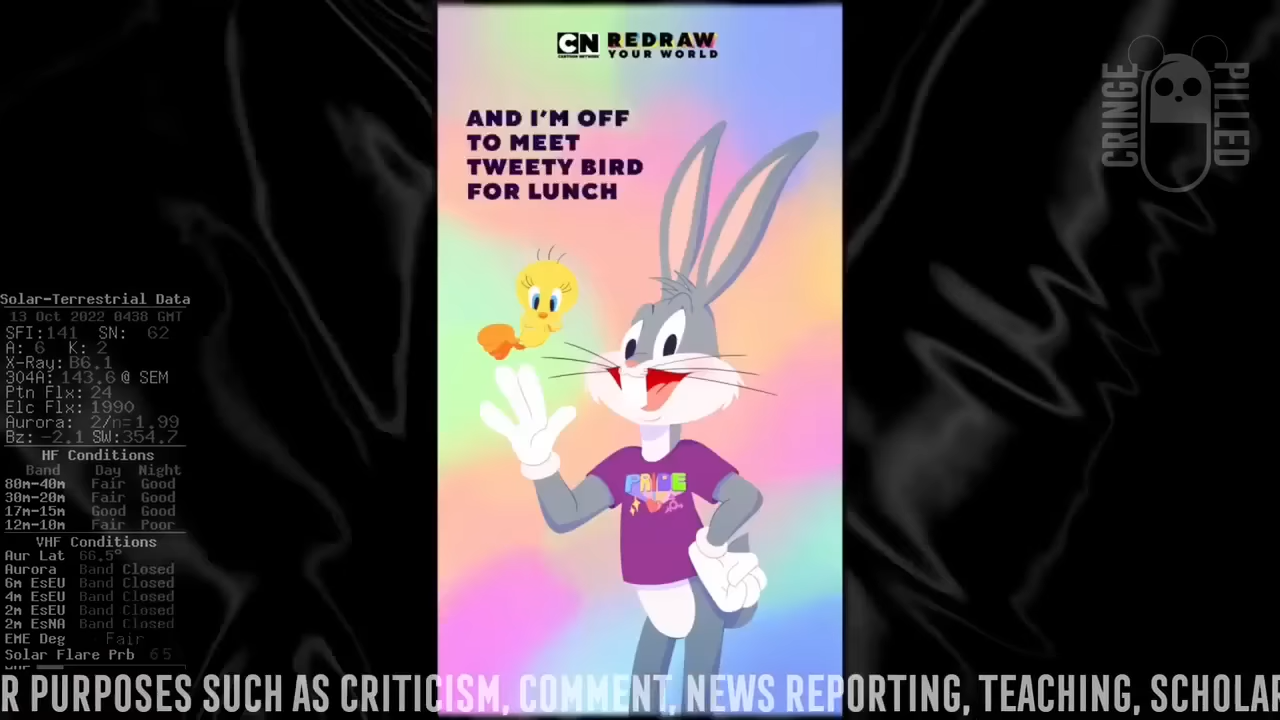 CN REDRAW
CARTOON NETWORK YOUR WORLD
AND I'M OFF
TO MEET
TWEETY BIRD
FOR LUNCH
PRIDE
CRINGE
PILLED
Solar-Terrestrial Data
13 Oct 2022 0438 GMT
SFI:141 SN: 62
A: 6 K: 2
X-Ray: B6.1
304A: 143.6 @ SEM
Ptn Flx: 24
Elc Flx: 1990
Aurora: 2/n=1.99
Bz: -2.1 SW:354.7
HF Conditions
Band Day Night
80m-40m Fair Good
30m-20m Fair Good
17m-15m Good Good
12m-10m Fair Poor
VHF Conditions
Aur Lat 66.5°
Aurora Band Closed
6m EsEU Band Closed
4m EsEU Band Closed
2m EsEU Band Closed
2m EsNA Band Closed
EME Deg Fair
Solar Flare Prb 65
R PURPOSES SUCH AS CRITICISM, COMMENT, NEWS REPORTING, TEACHING, SCHOLAR